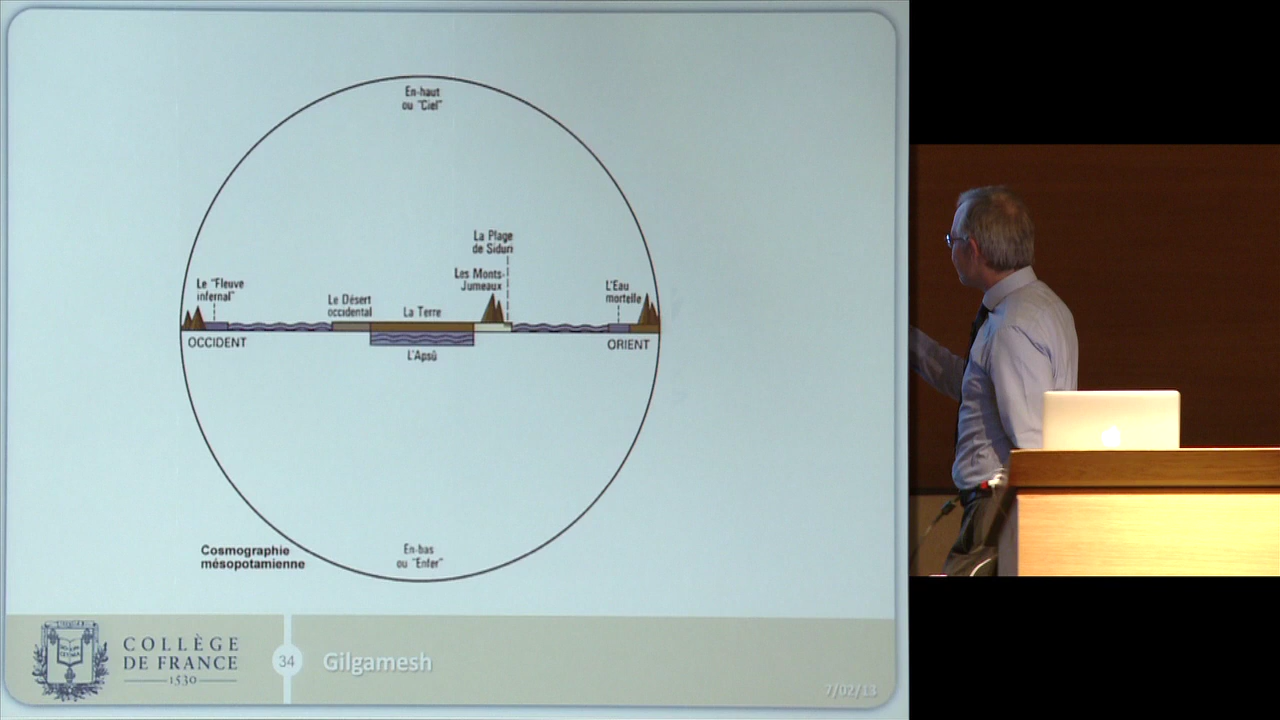 En-haut
ou "Ciel"
La Plage
de Siduri
Les Monts-
Jumeaux
Le "Fleuve
infernal"
L'Eau
mortelle
Le Désert
occidental
La Terre
OCCIDENT
ORIENT
L'Apsû
Cosmographie
mésopotamienne
En-bas
ou "Enfer"
COLLÈGE
DE FRANCE
1530
34
Gilgamesh
7/02/13